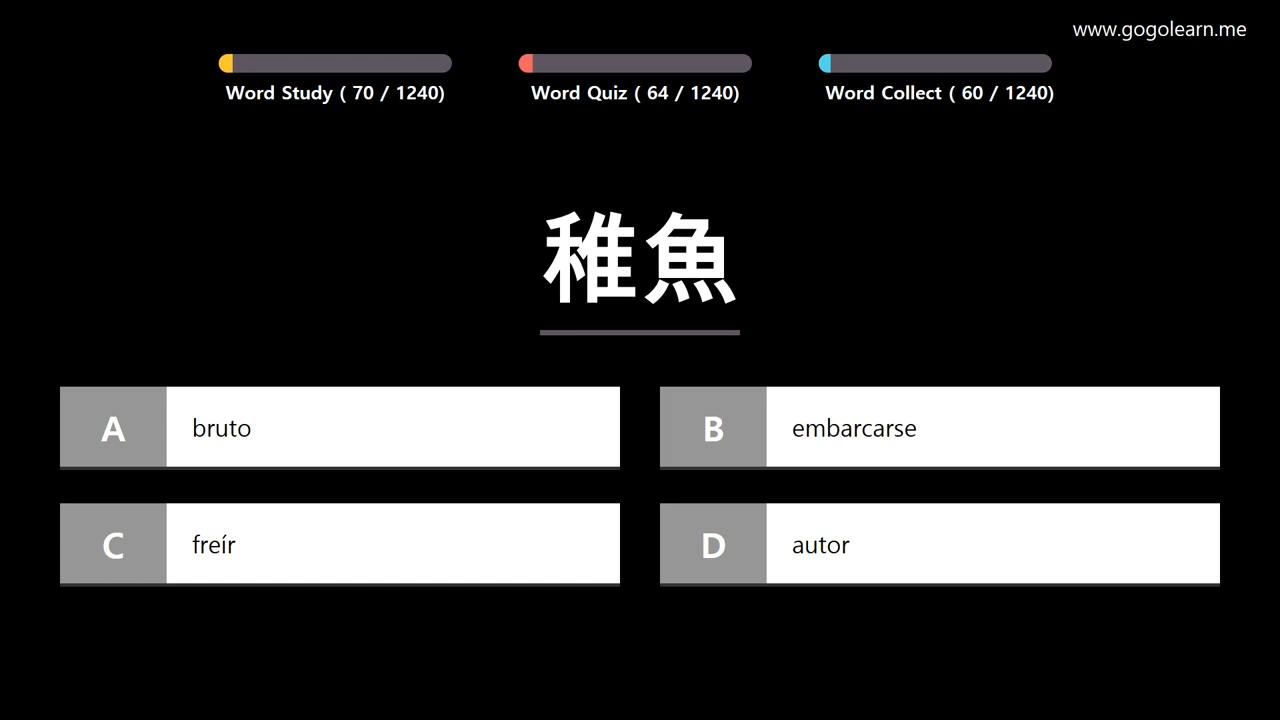 www.gogolearn.me
Word Study ( 70 / 1240)
Word Quiz ( 64 / 1240)
Word Collect ( 60 / 1240)
稚魚
A bruto
B embarcarse
C freír
D autor